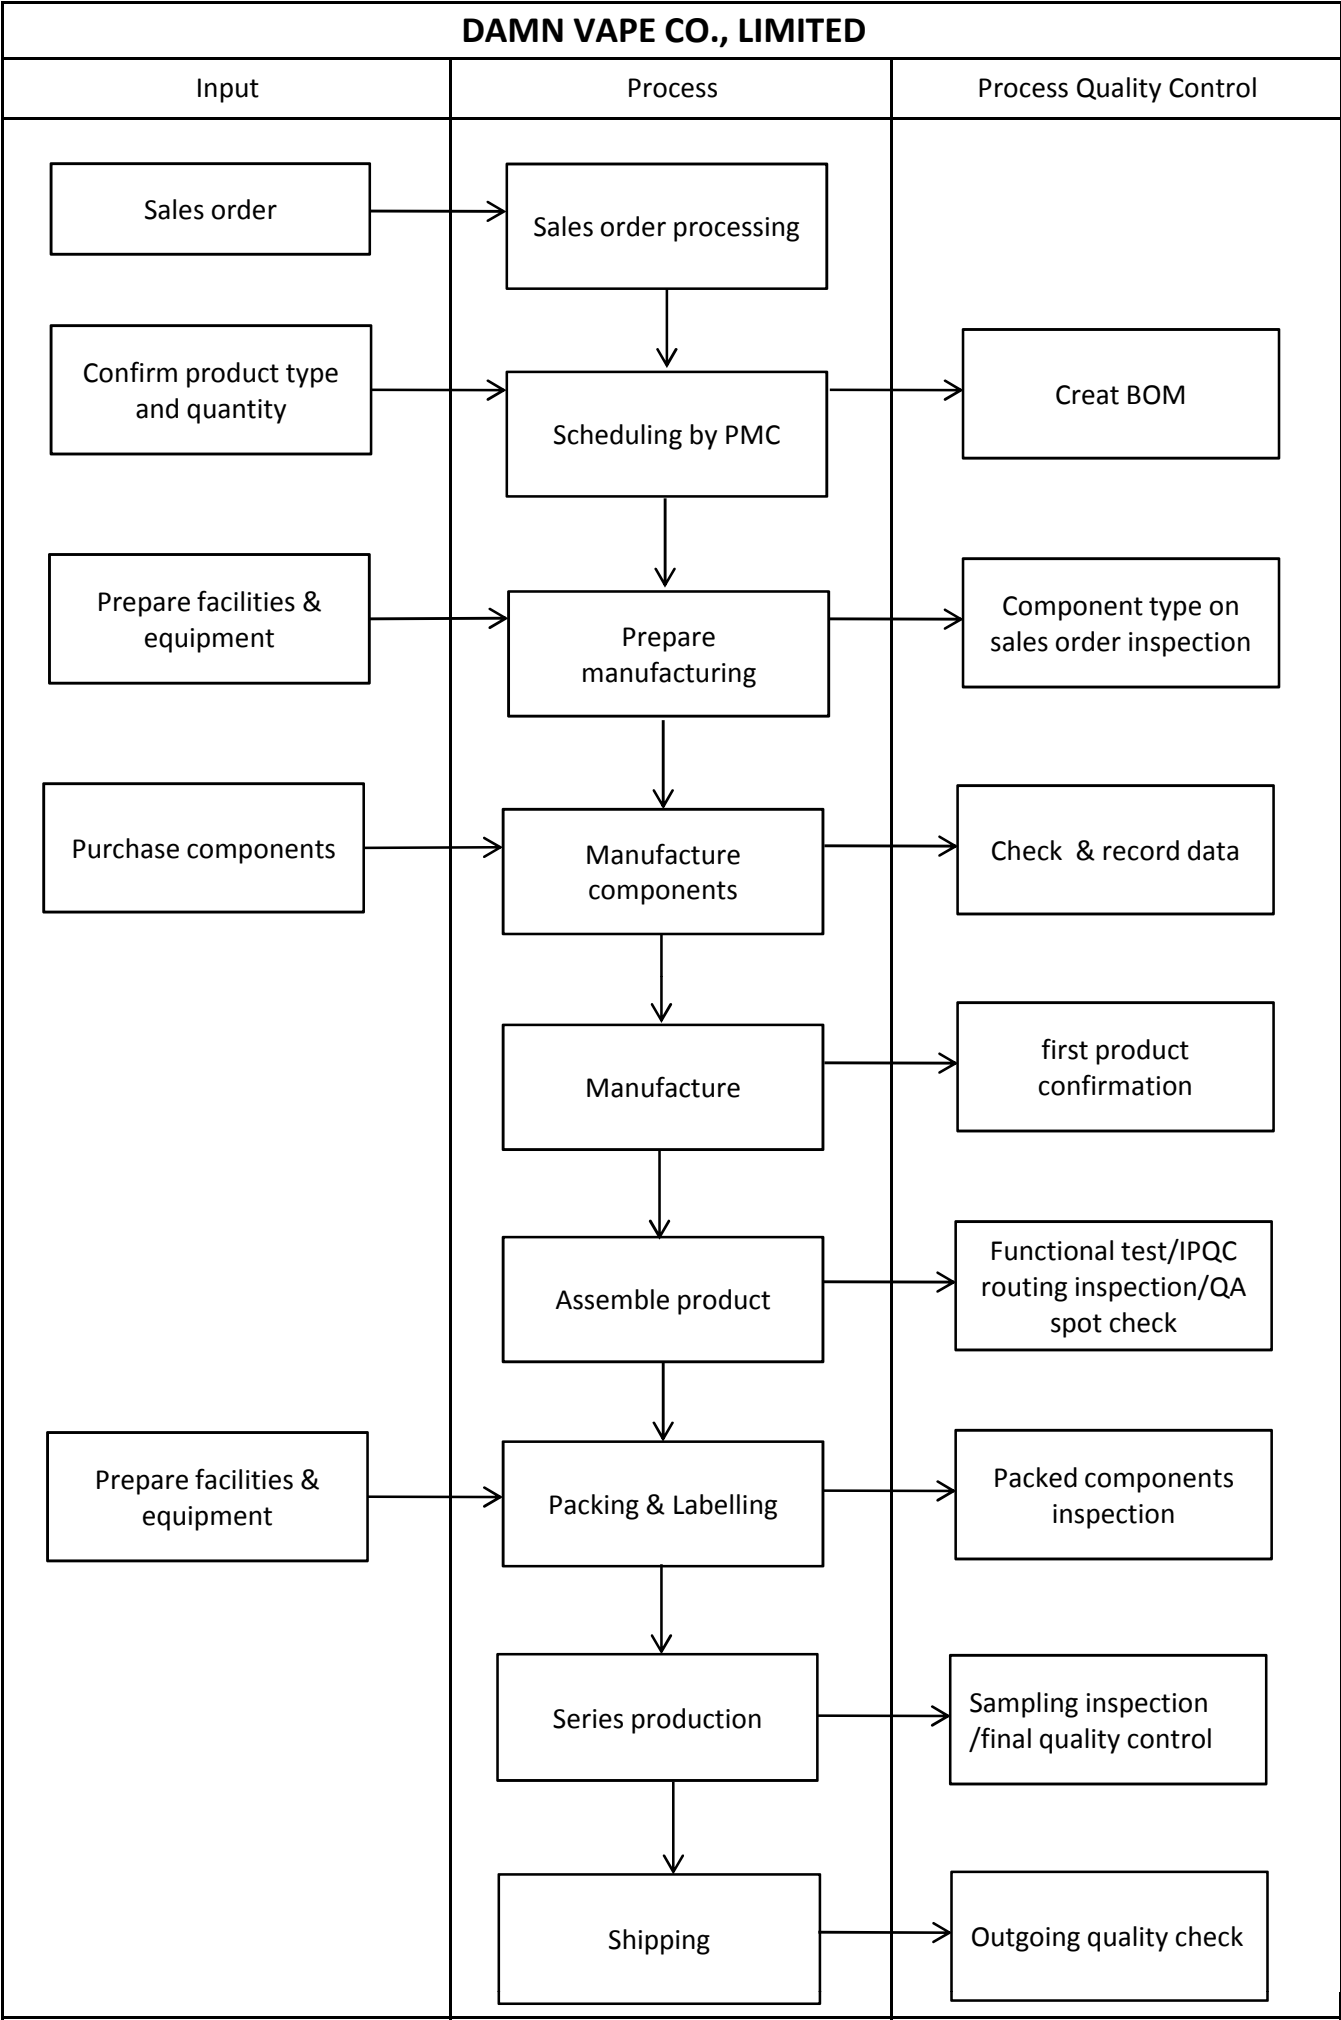 DAMN VAPE CO., LIMITED
Input
Process
Process Quality Control
Sales order
Sales order processing
Confirm product type
and quantity
Scheduling by PMC
Creat BOM
Prepare facilities &
equipment
Prepare
manufacturing
Component type on
sales order inspection
Purchase components
Manufacture
components
Check & record data
Manufacture
first product
confirmation
Assemble product
Functional test/IPQC
routing inspection/QA
spot check
Prepare facilities &
equipment
Packing & Labelling
Packed components
inspection
Series production
Sampling inspection
/final quality control
Shipping
Outgoing quality check